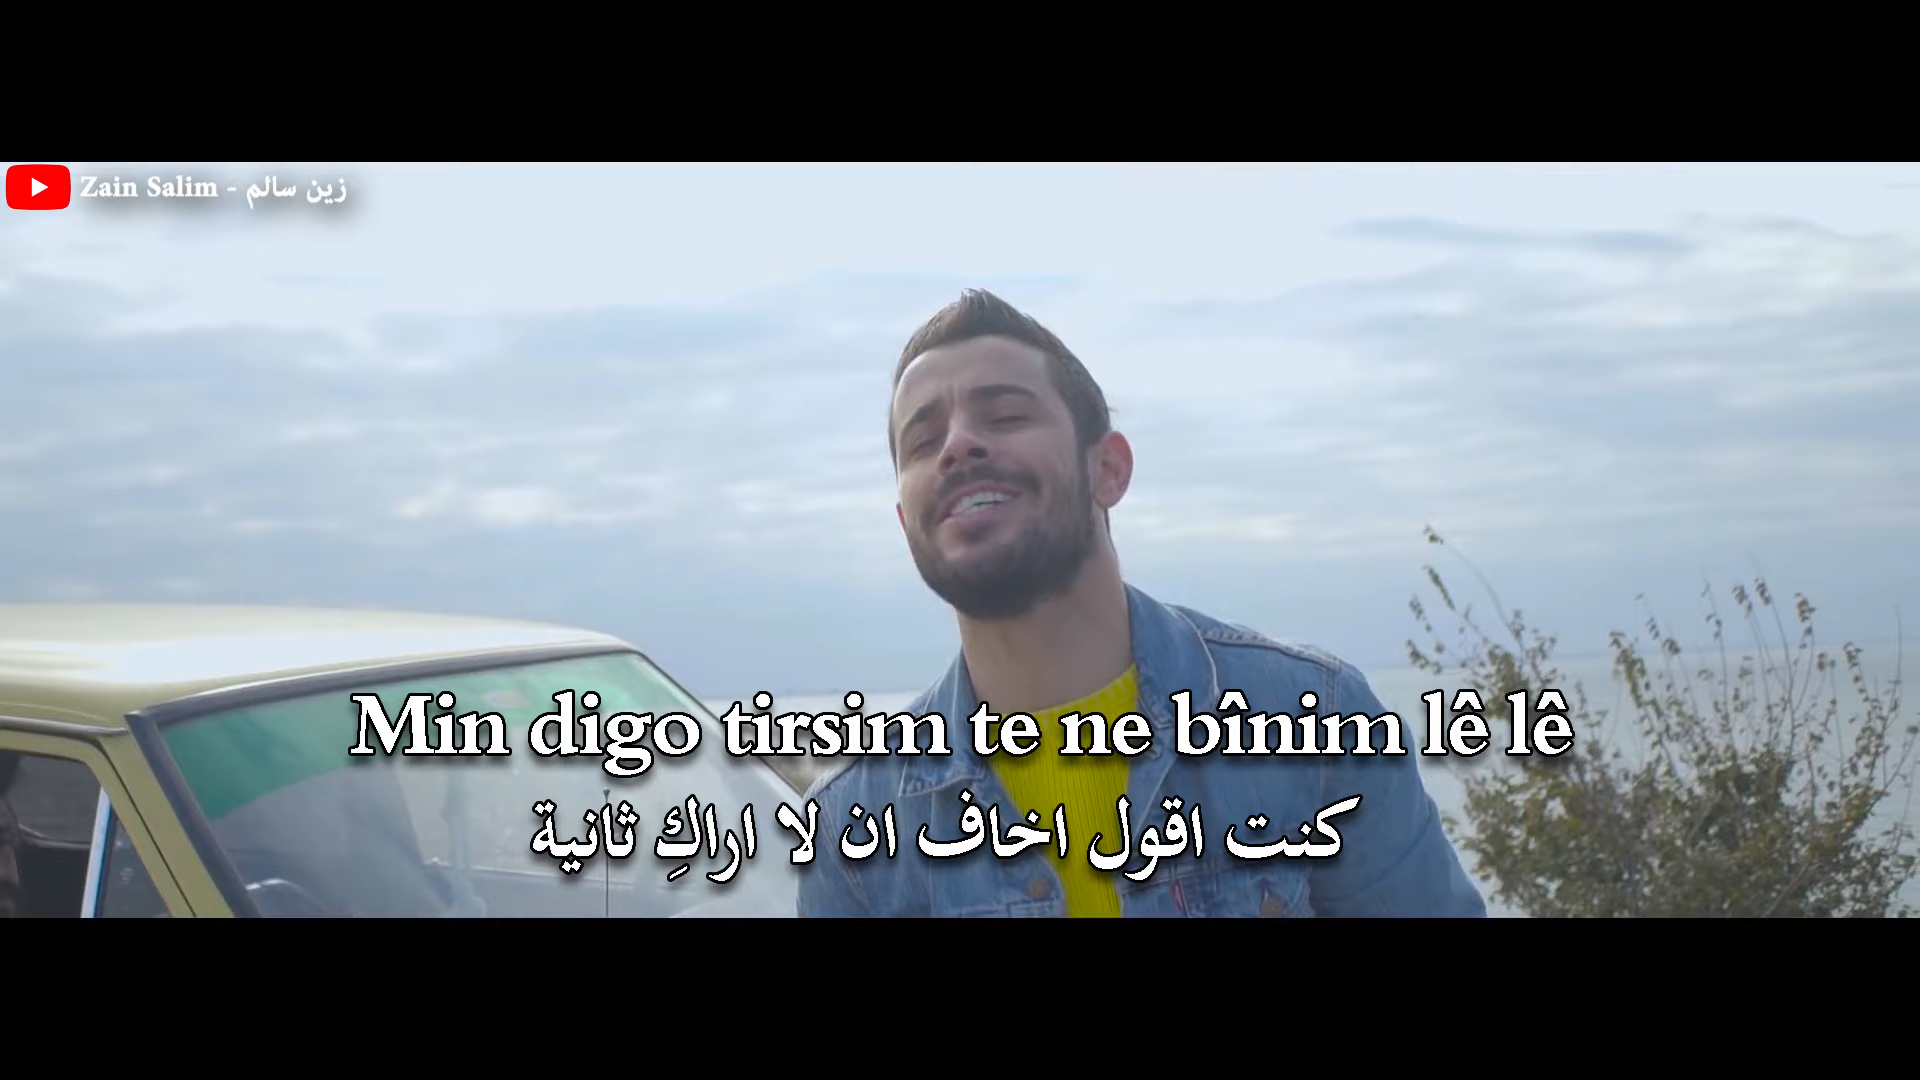 Zain Salim - زين سالم
Min digo tirsim te ne bînim lê lê
كنت اقول اخاف ان لا اراكِ ثانية